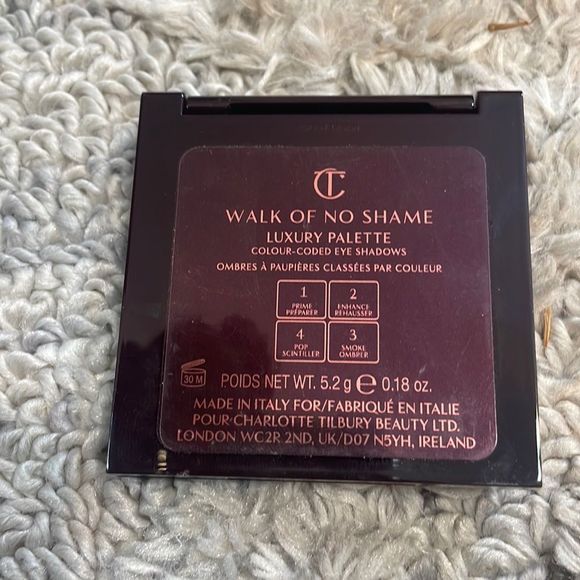 CT
WALK OF NO SHAME
LUXURY PALETTE
COLOUR-CODED EYE SHADOWS
OMBRES À PAUPIÈRES CLASSÉES PAR COULEUR
1 2
PRIME ENHANCE
PRÉPARER REHAUSSER
4 3
POP SMOKE
SCINTILLER OMBRER
30 M
POIDS NET WT. 5.2 g ℮ 0.18 oz.
MADE IN ITALY FOR/FABRIQUÉ EN ITALIE
POUR CHARLOTTE TILBURY BEAUTY LTD.
LONDON WC2R 2ND, UK/D07 N5YH, IRELAND